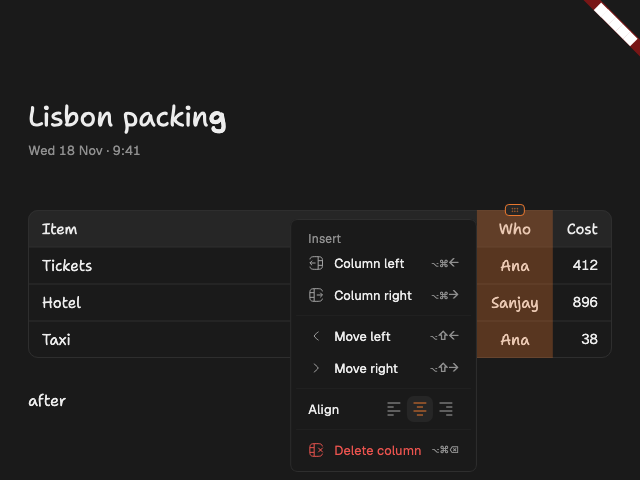 Lisbon packing
Wed 18 Nov · 9:41
Item Who Cost
Tickets Ana 412
Hotel Sanjay 896
Taxi Ana 38
after
Insert
Column left ⌥⌘←
Column right ⌥⌘→
Move left ⌥⇧←
Move right ⌥⇧→
Align
Delete column ⌥⌘⌫